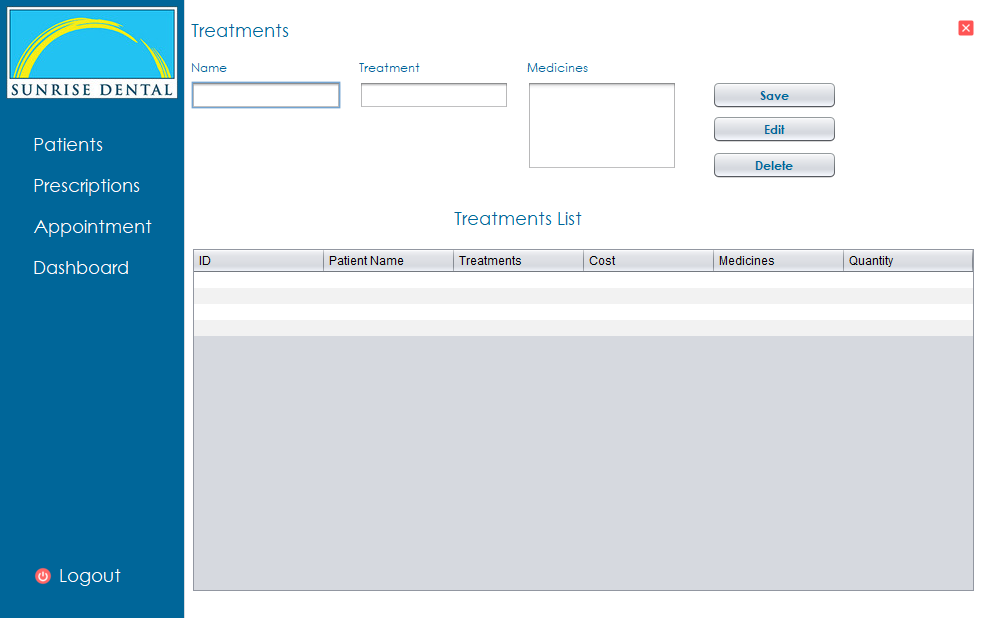 SUNRISE DENTAL
Patients
Prescriptions
Appointment
Dashboard
Logout
Treatments
Name Treatment Medicines
Save
Edit
Delete
Treatments List
ID Patient Name Treatments Cost Medicines Quantity